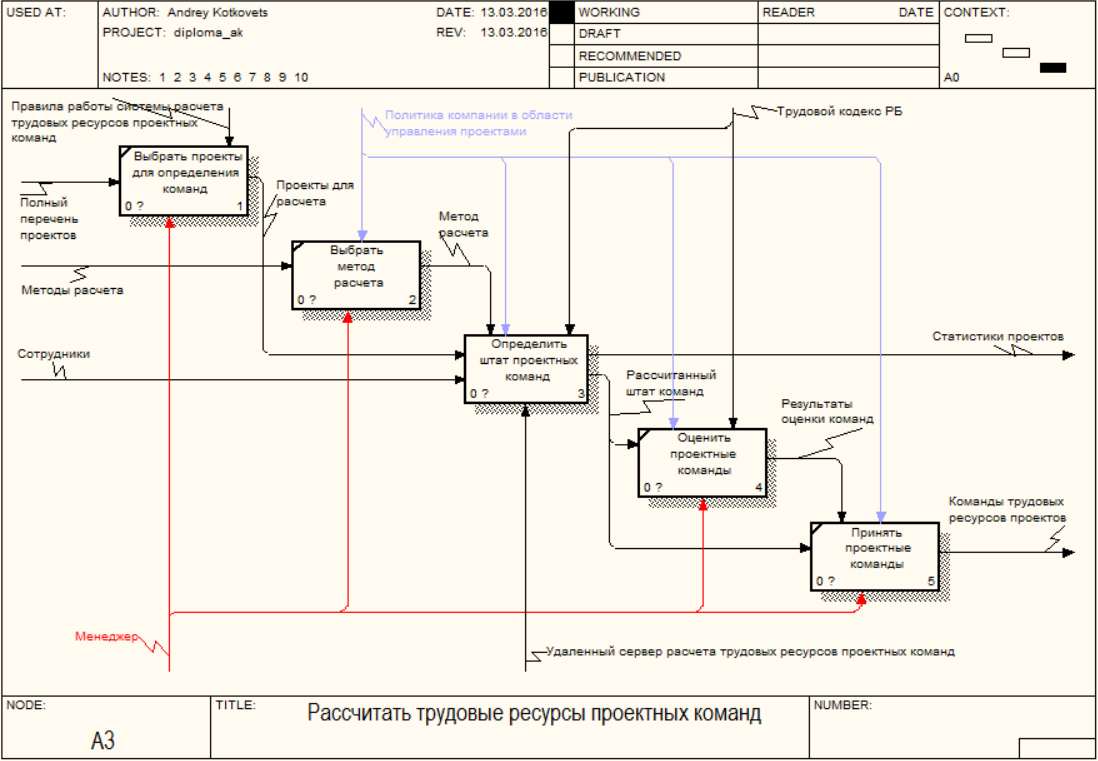 USED AT:
AUTHOR: Andrey Kotkovets
DATE: 13.03.2016
PROJECT: diploma_ak
REV: 13.03.2016
NOTES: 1 2 3 4 5 6 7 8 9 10
WORKING
DRAFT
RECOMMENDED
PUBLICATION
READER
DATE
CONTEXT:
A0
Правила работы системы расчета
трудовых ресурсов проектных
команд
Политика компании в области
управления проектами
Трудовой кодекс РБ
Выбрать проекты
для определения
команд
0 ?
1
Полный
перечень
проектов
Проекты для
расчета
Метод
расчета
Выбрать
метод
расчета
0 ?
2
Методы расчета
Сотрудники
Определить
штат проектных
команд
0 ?
3
Статистики проектов
Рассчитанный
штат команд
Результаты
оценки команд
Оценить
проектные
команды
0 ?
4
Команды трудовых
ресурсов проектов
Принять
проектные
команды
0 ?
5
Менеджер
Удаленный сервер расчета трудовых ресурсов проектных команд
NODE:
A3
TITLE:
Рассчитать трудовые ресурсы проектных команд
NUMBER: